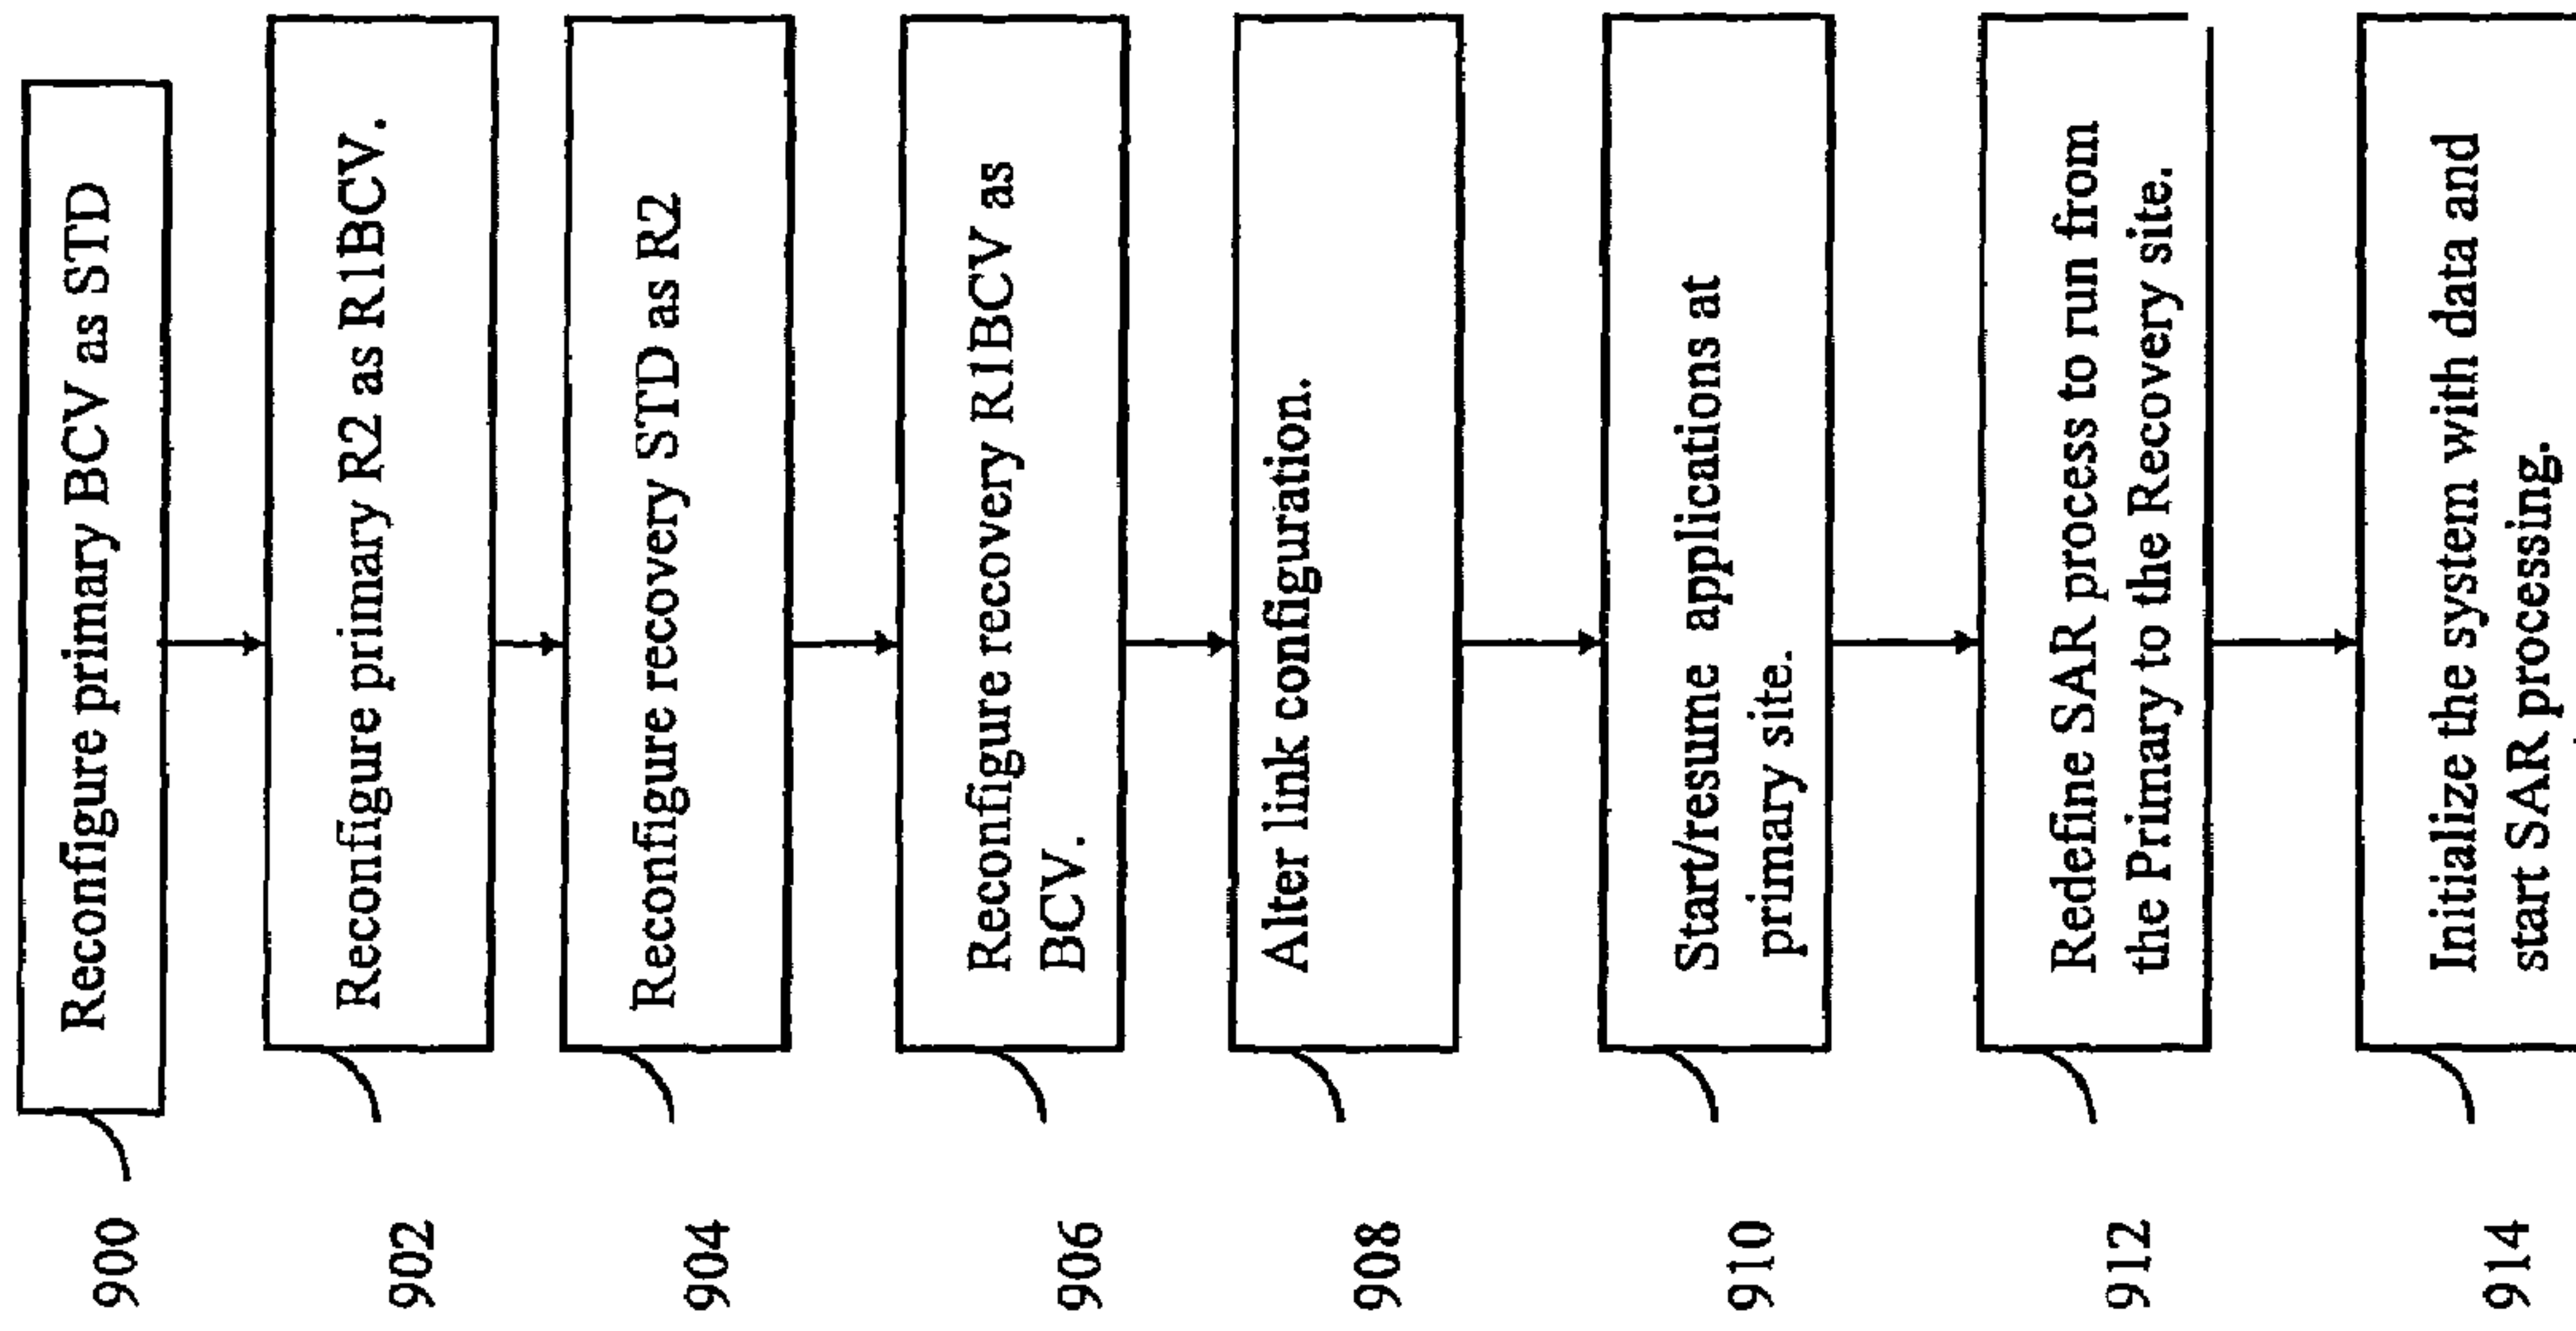 900
Reconfigure primary BCV as STD
902
Reconfigure primary R2 as R1BCV.
904
Reconfigure recovery STD as R2
906
Reconfigure recovery R1BCV as
BCV.
908
Alter link configuration.
910
Start/resume applications at
primary site.
912
Redefine SAR process to run from
the Primary to the Recovery site.
914
Initialize the system with data and
start SAR processing.